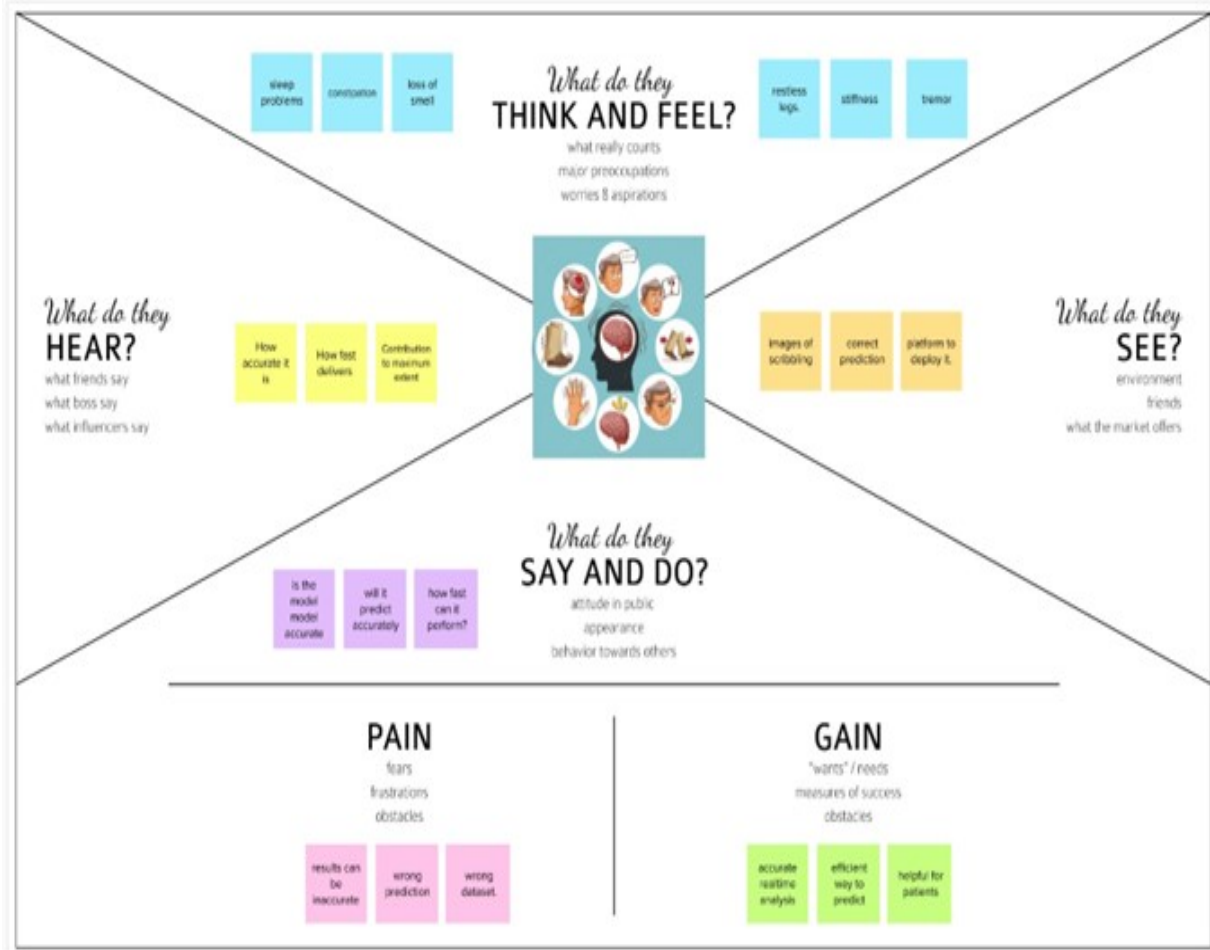 sleep
problems
constpation
loss of
smell
What do they
THINK AND FEEL?
what really counts
major preoccupations
worries & aspirations
restless
legs.
stiffness
tremor
What do they
HEAR?
what friends say
what boss say
what influencers say
How
accurate it
is
How fast
delivers
Contribution
to maximum
extent
images of
scribbling
correct
prediction
platform to
deploy it.
What do they
SEE?
environment
friends
what the market offers
What do they
SAY AND DO?
attitude in public
appearance
behavior towards others
is the
model
model
accurate
will it
predict
accurately
how fast
can it
perform?
PAIN
fears
frustrations
obstacles
results can
be
inaccurate
wrong
prediction
wrong
dataset.
GAIN
"wants" / needs
measures of success
obstacles
accurate
realtime
analysis
efficient
way to
predict
helpful for
patients